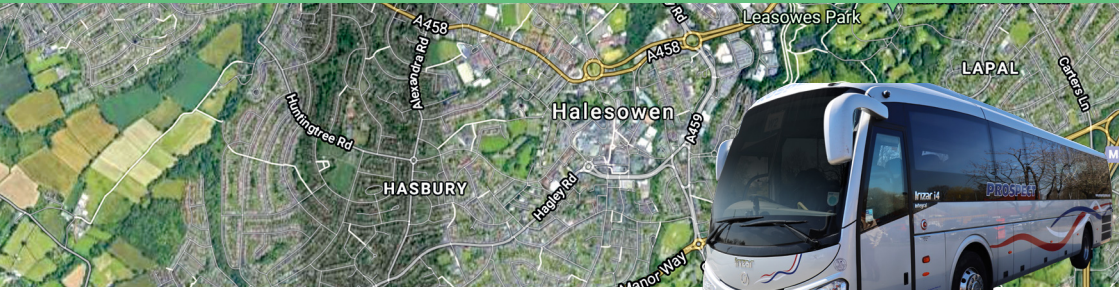 A458
Rd
Leasowes Park
A458
LAPAL
Carters Ln
Alexandra Rd
Huntingtree Rd
Halesowen
A459
M
HASBURY
Hagley Rd
Irizar i4
PROSPECT
Manor Way